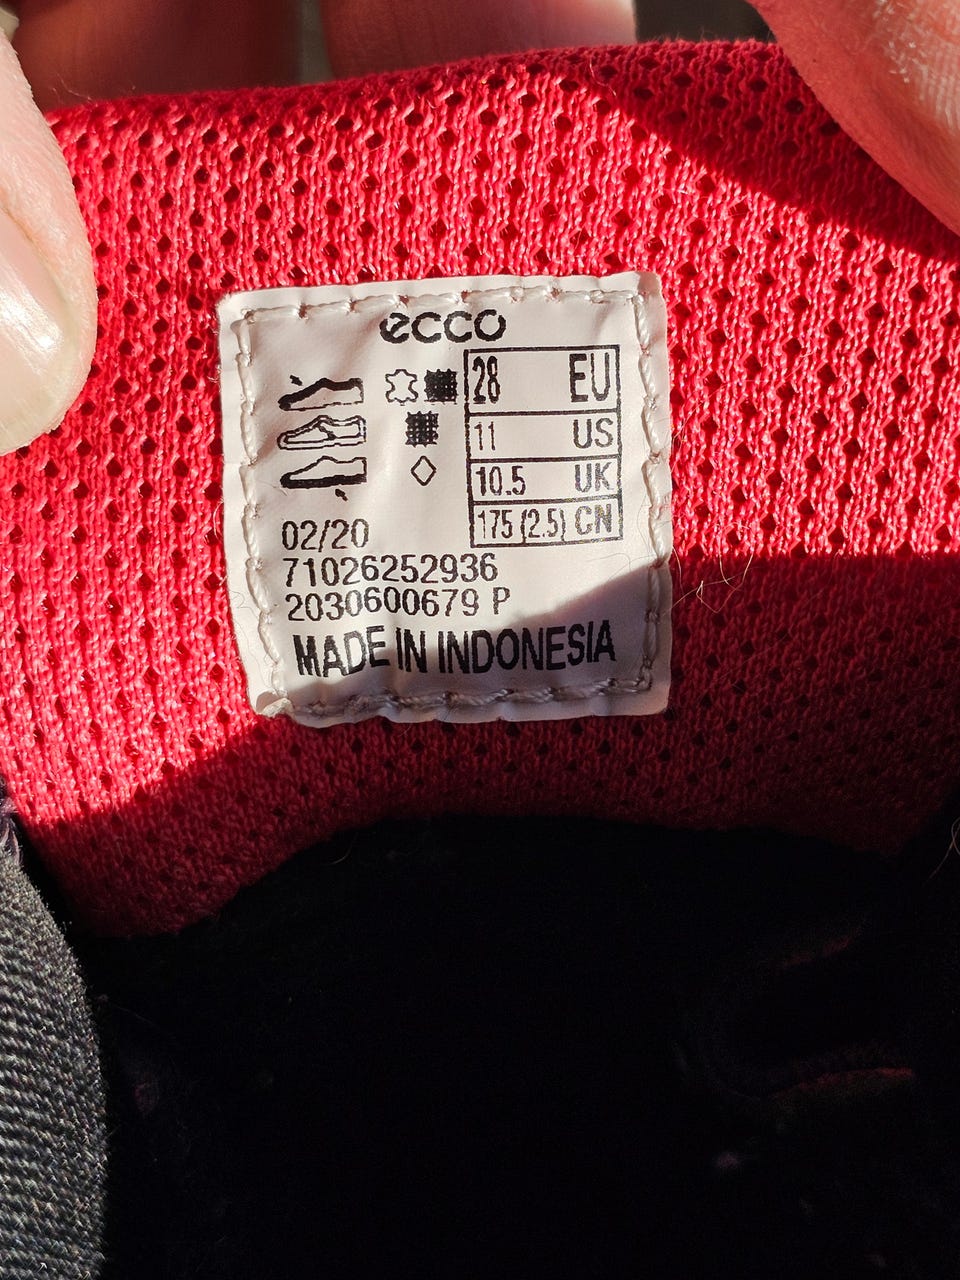 ecco
28 EU
11 US
10.5 UK
175 (2.5) CN
02/20
71026252936
2030600679 P
MADE IN INDONESIA